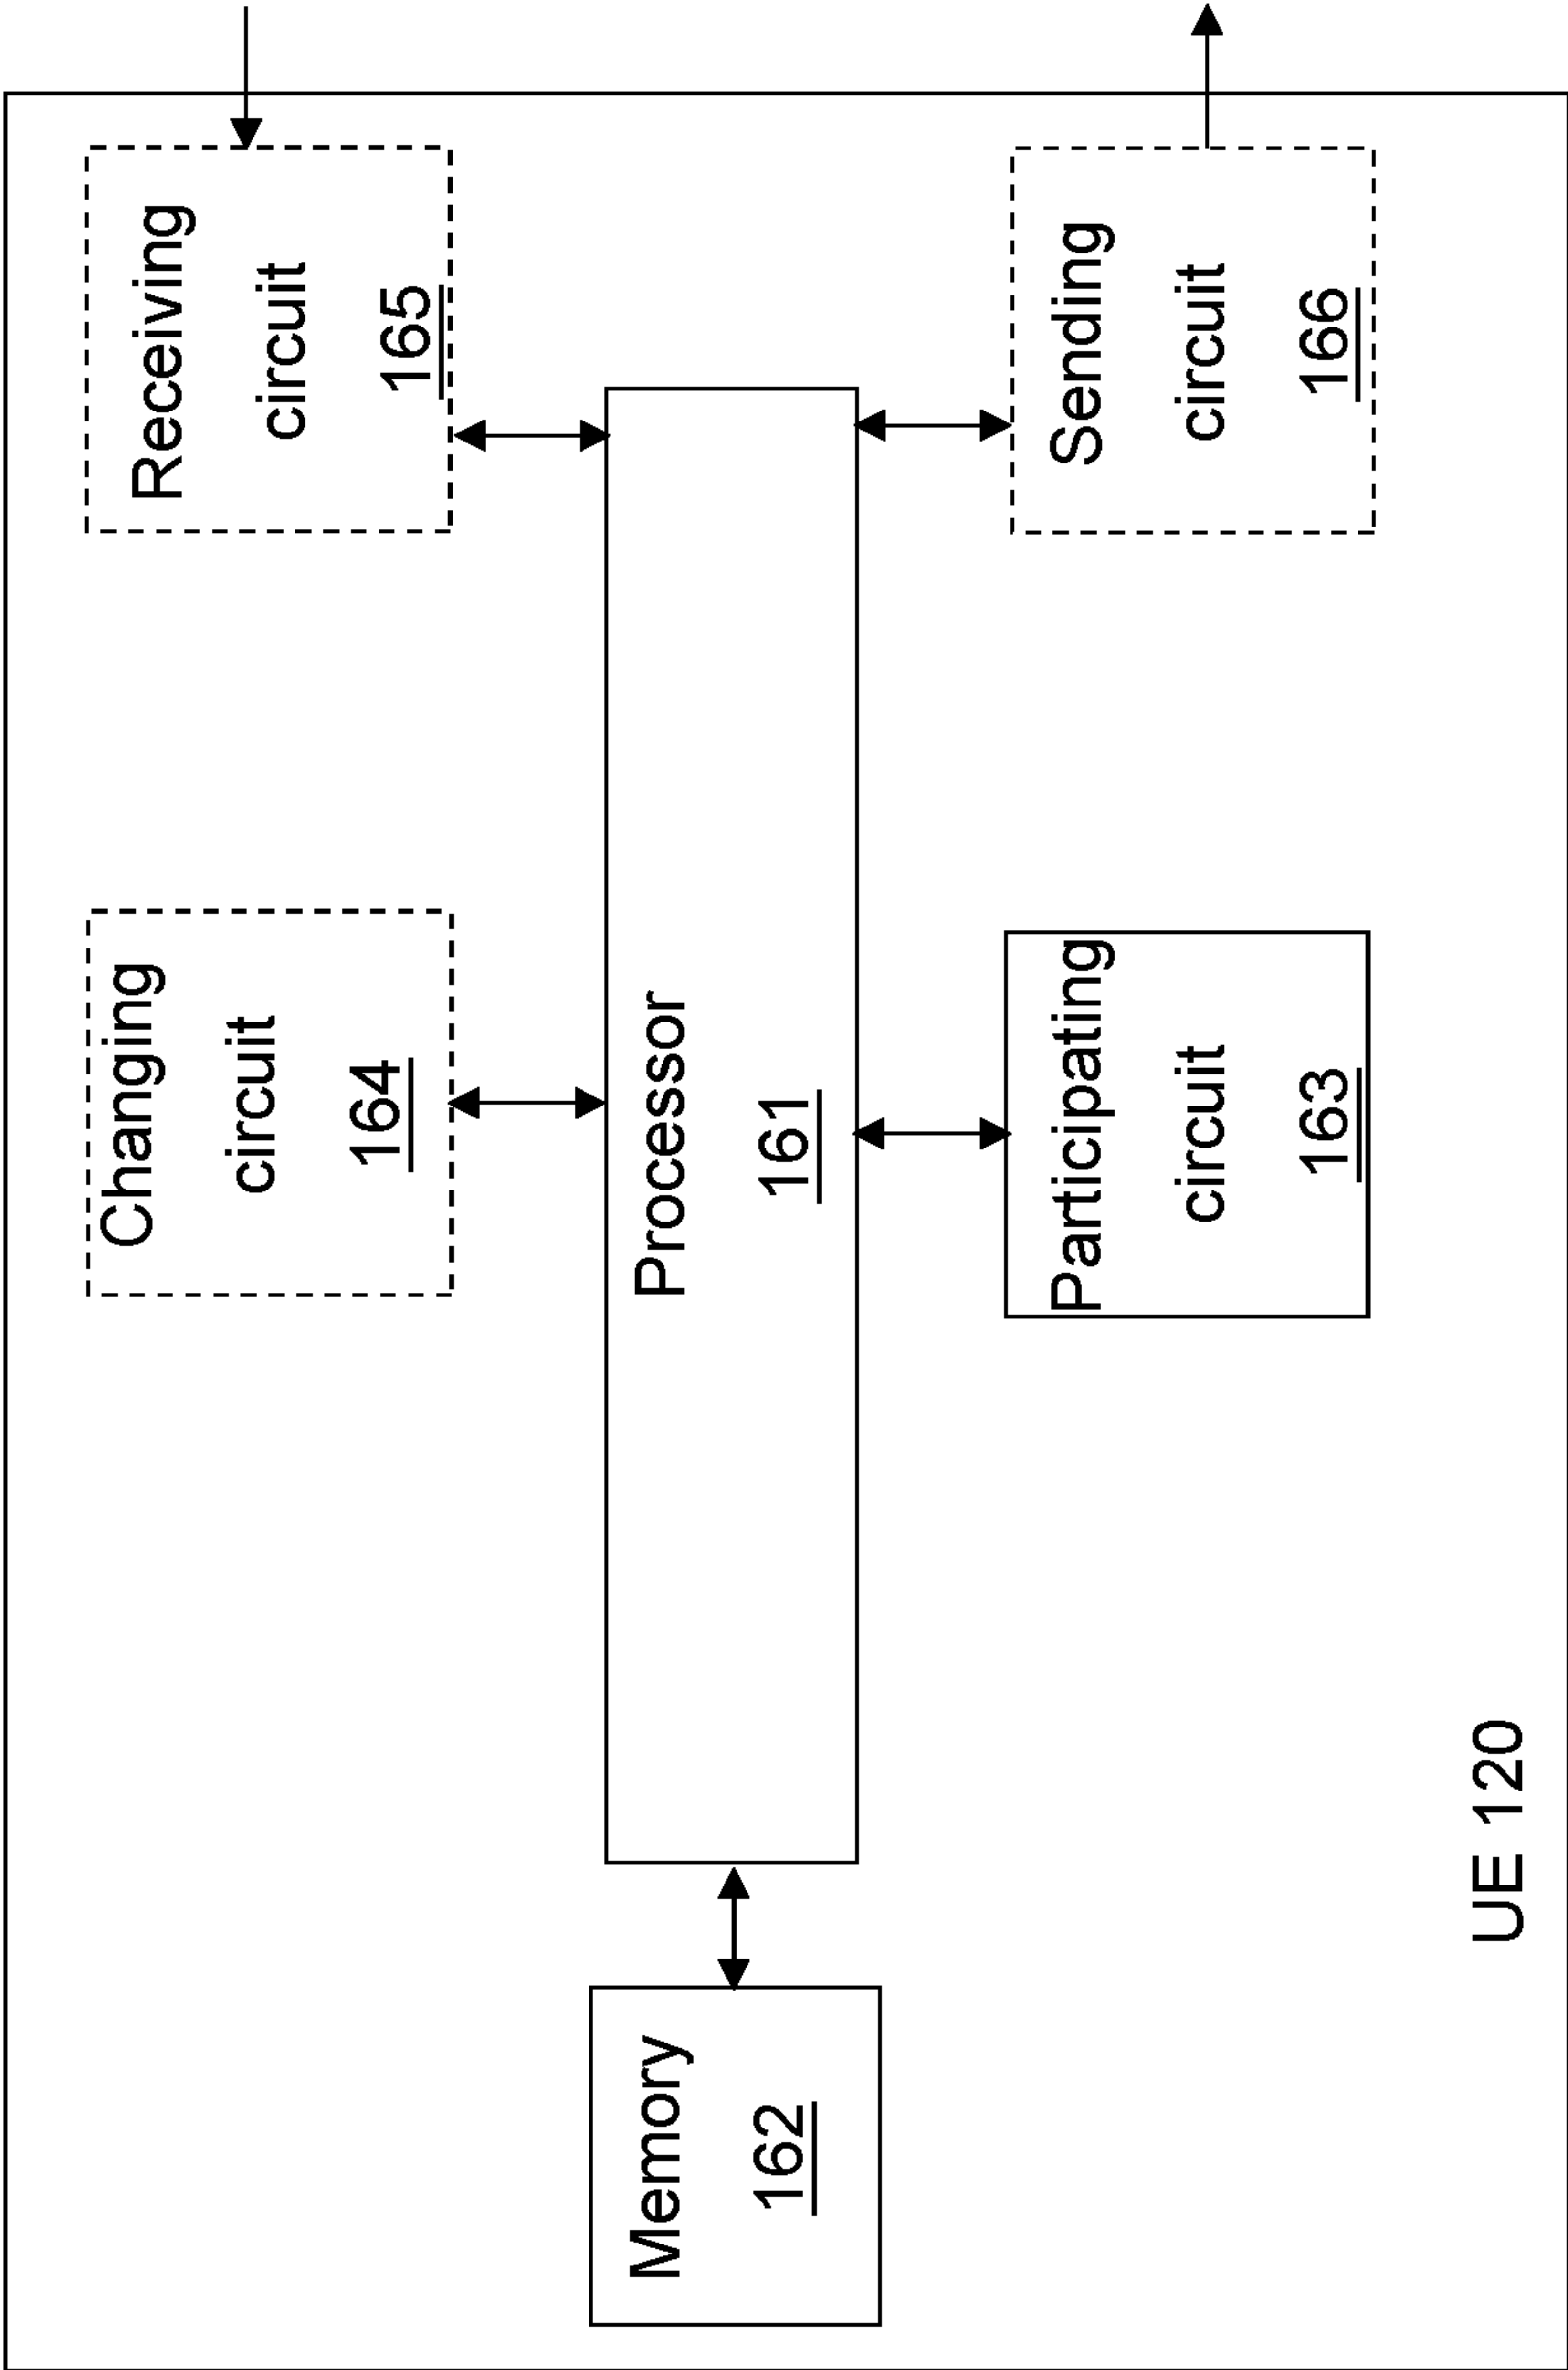 Changing
circuit
164
Receiving
circuit
165
Memory
162
Processor
161
Participating
circuit
163
Sending
circuit
166
UE 120